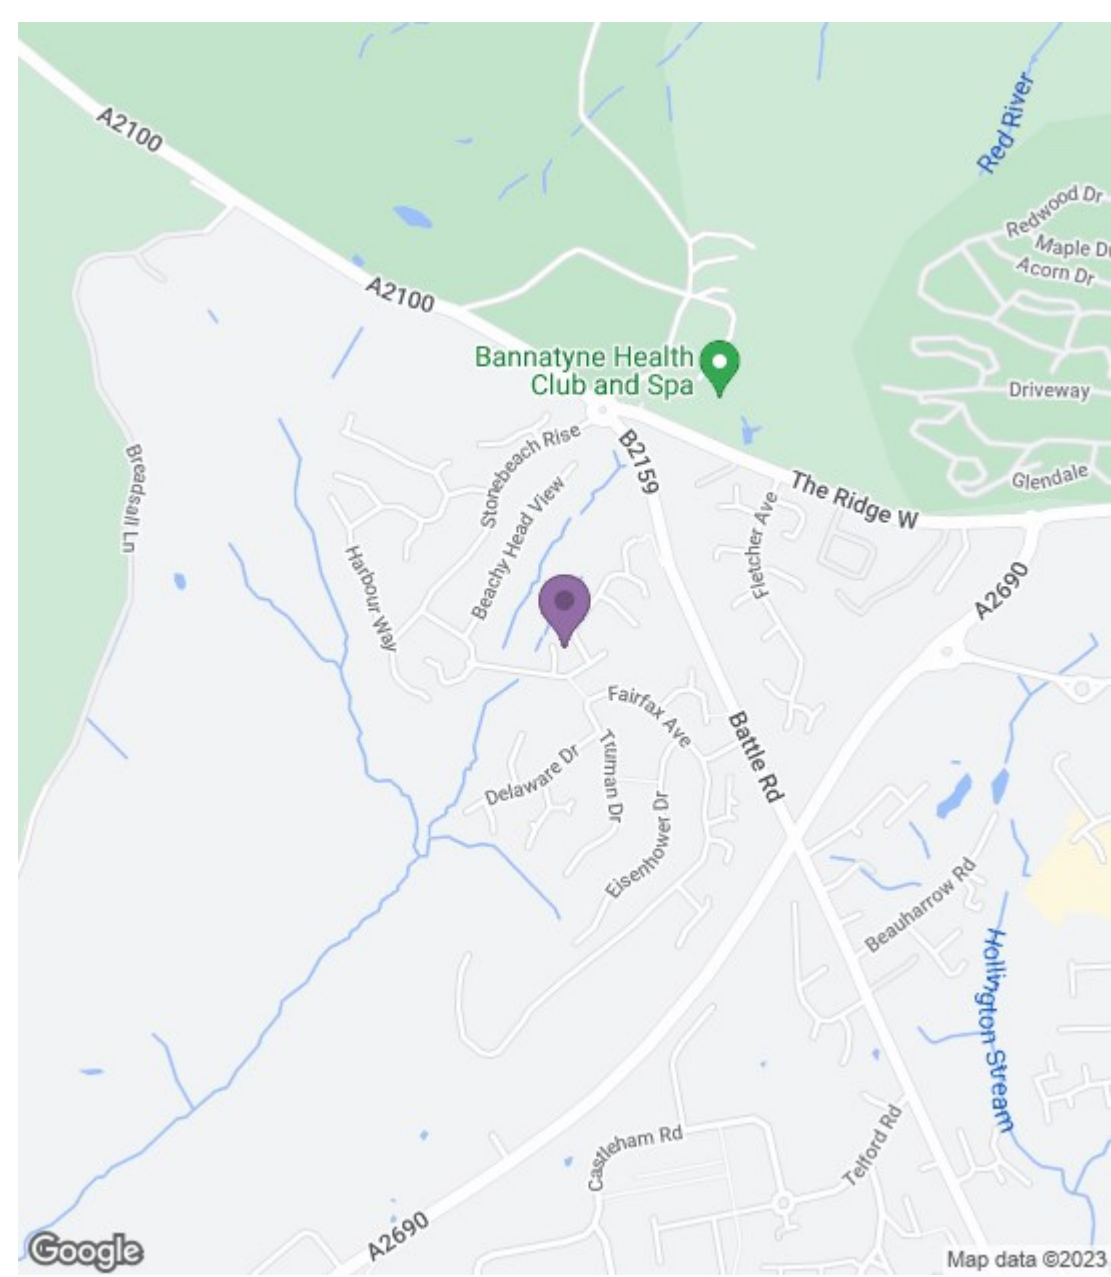 A2100
Red River
Redwood Dr
Maple D
Acorn Dr
A2100
Bannatyne Health
Club and Spa
Driveway
B2159
Stonebeach Rise
Breadsall Ln
Beachy Head View
The Ridge W
Glendale
Fletcher Ave
Harbour Way
A2690
Fairfax Ave
Battle Rd
Truman Dr
Delaware Dr
Eisenhower Dr
Beauharrow Rd
Hollington Stream
Castleham Rd
Telford Rd
A2690
Google
Map data ©2023